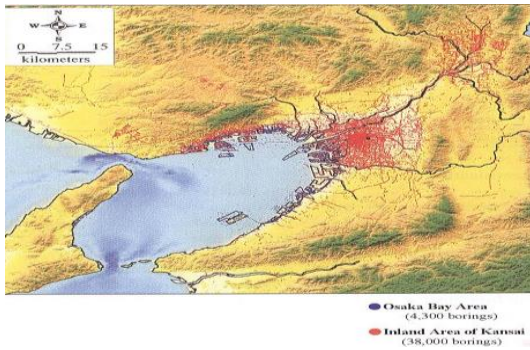 N
W E
S
0 7.5 15
kilometers
Osaka Bay Area
(4,300 borings)
Inland Area of Kansai
(38,000 borings)